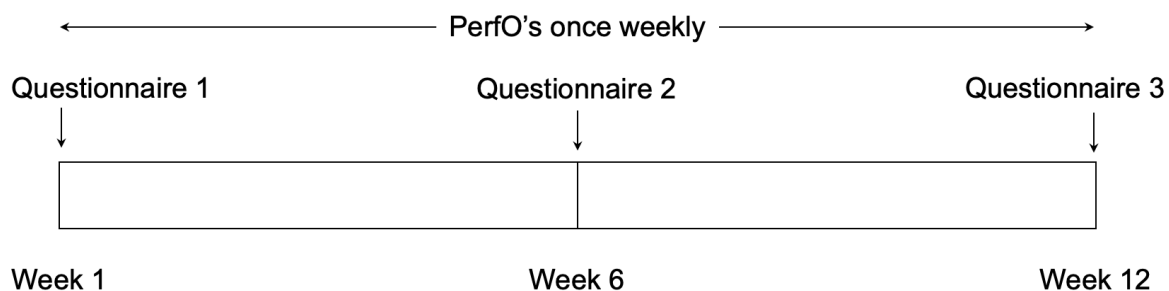 PerfO's once weekly
Questionnaire 1 Questionnaire 2 Questionnaire 3
Week 1 Week 6 Week 12